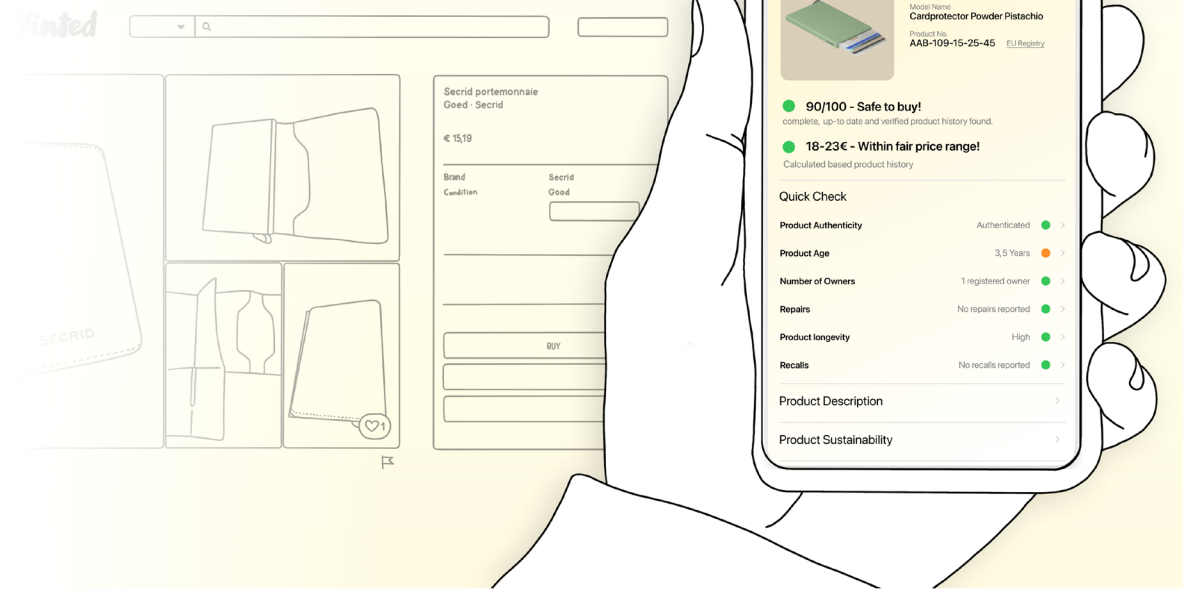 Vinted
Secrid portemonnaie
Goed · Secrid
€ 15,19
Brand Secrid
Condition Good
BUY
SECRID
1
Model Name
Cardprotector Powder Pistachio
Product No.
AAB-109-15-25-45 EU Registry
90/100 - Safe to buy!
complete, up-to date and verified product history found.
18-23€ - Within fair price range!
Calculated based product history
Quick Check
Product Authenticity Authenticated
Product Age 3,5 Years
Number of Owners 1 registered owner
Repairs No repairs reported
Product longevity High
Recalls No recalls reported
Product Description
Product Sustainability